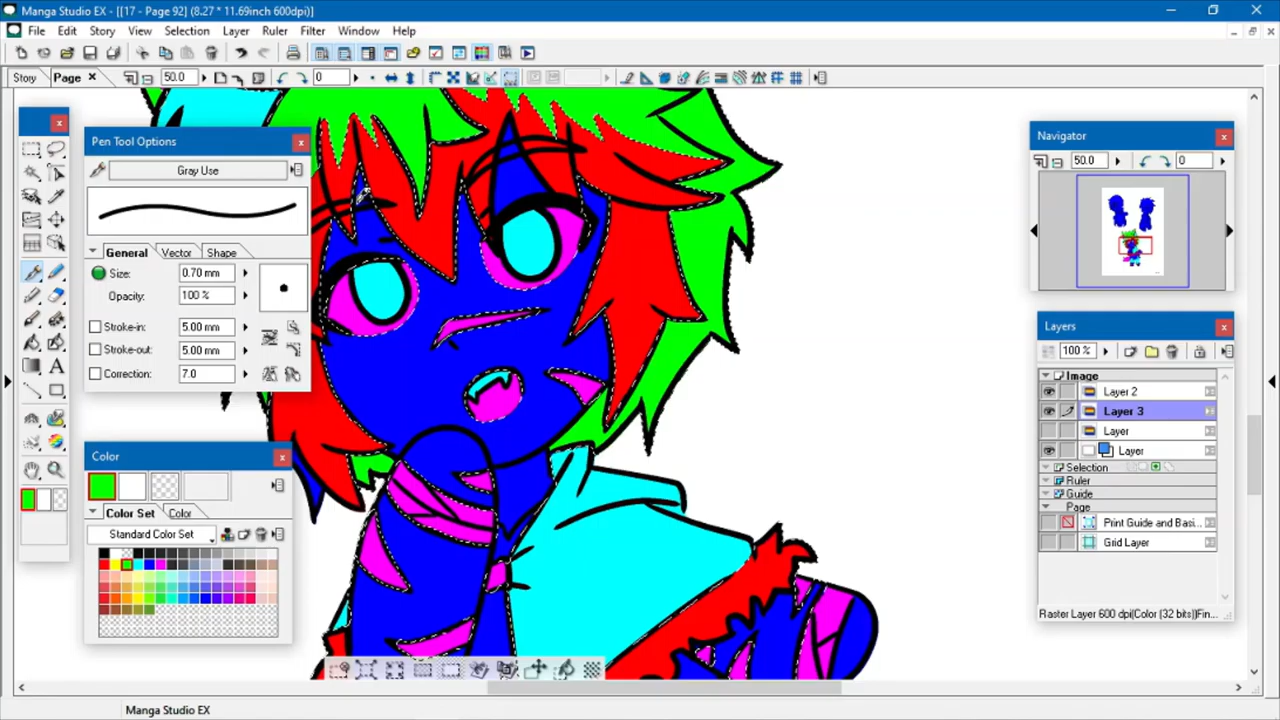 Manga Studio EX - [[17 - Page 92] (8.27 * 11.69inch 600dpi)]
File Edit Story View Selection Layer Ruler Filter Window Help
Story Page 50.0 0
Pen Tool Options
Gray Use
General Vector Shape
Size: 0.70 mm
Opacity: 100 %
Stroke-in: 5.00 mm
Stroke-out: 5.00 mm
Correction: 7.0
Color
Color Set Color
Standard Color Set
Navigator
50.0 0
Layers
100 %
Image
Layer 2
Layer 3
Layer
Layer
Selection
Ruler
Guide
Page
Print Guide and Basi...
Grid Layer
Raster Layer 600 dpi(Color (32 bits))Fin...
Manga Studio EX